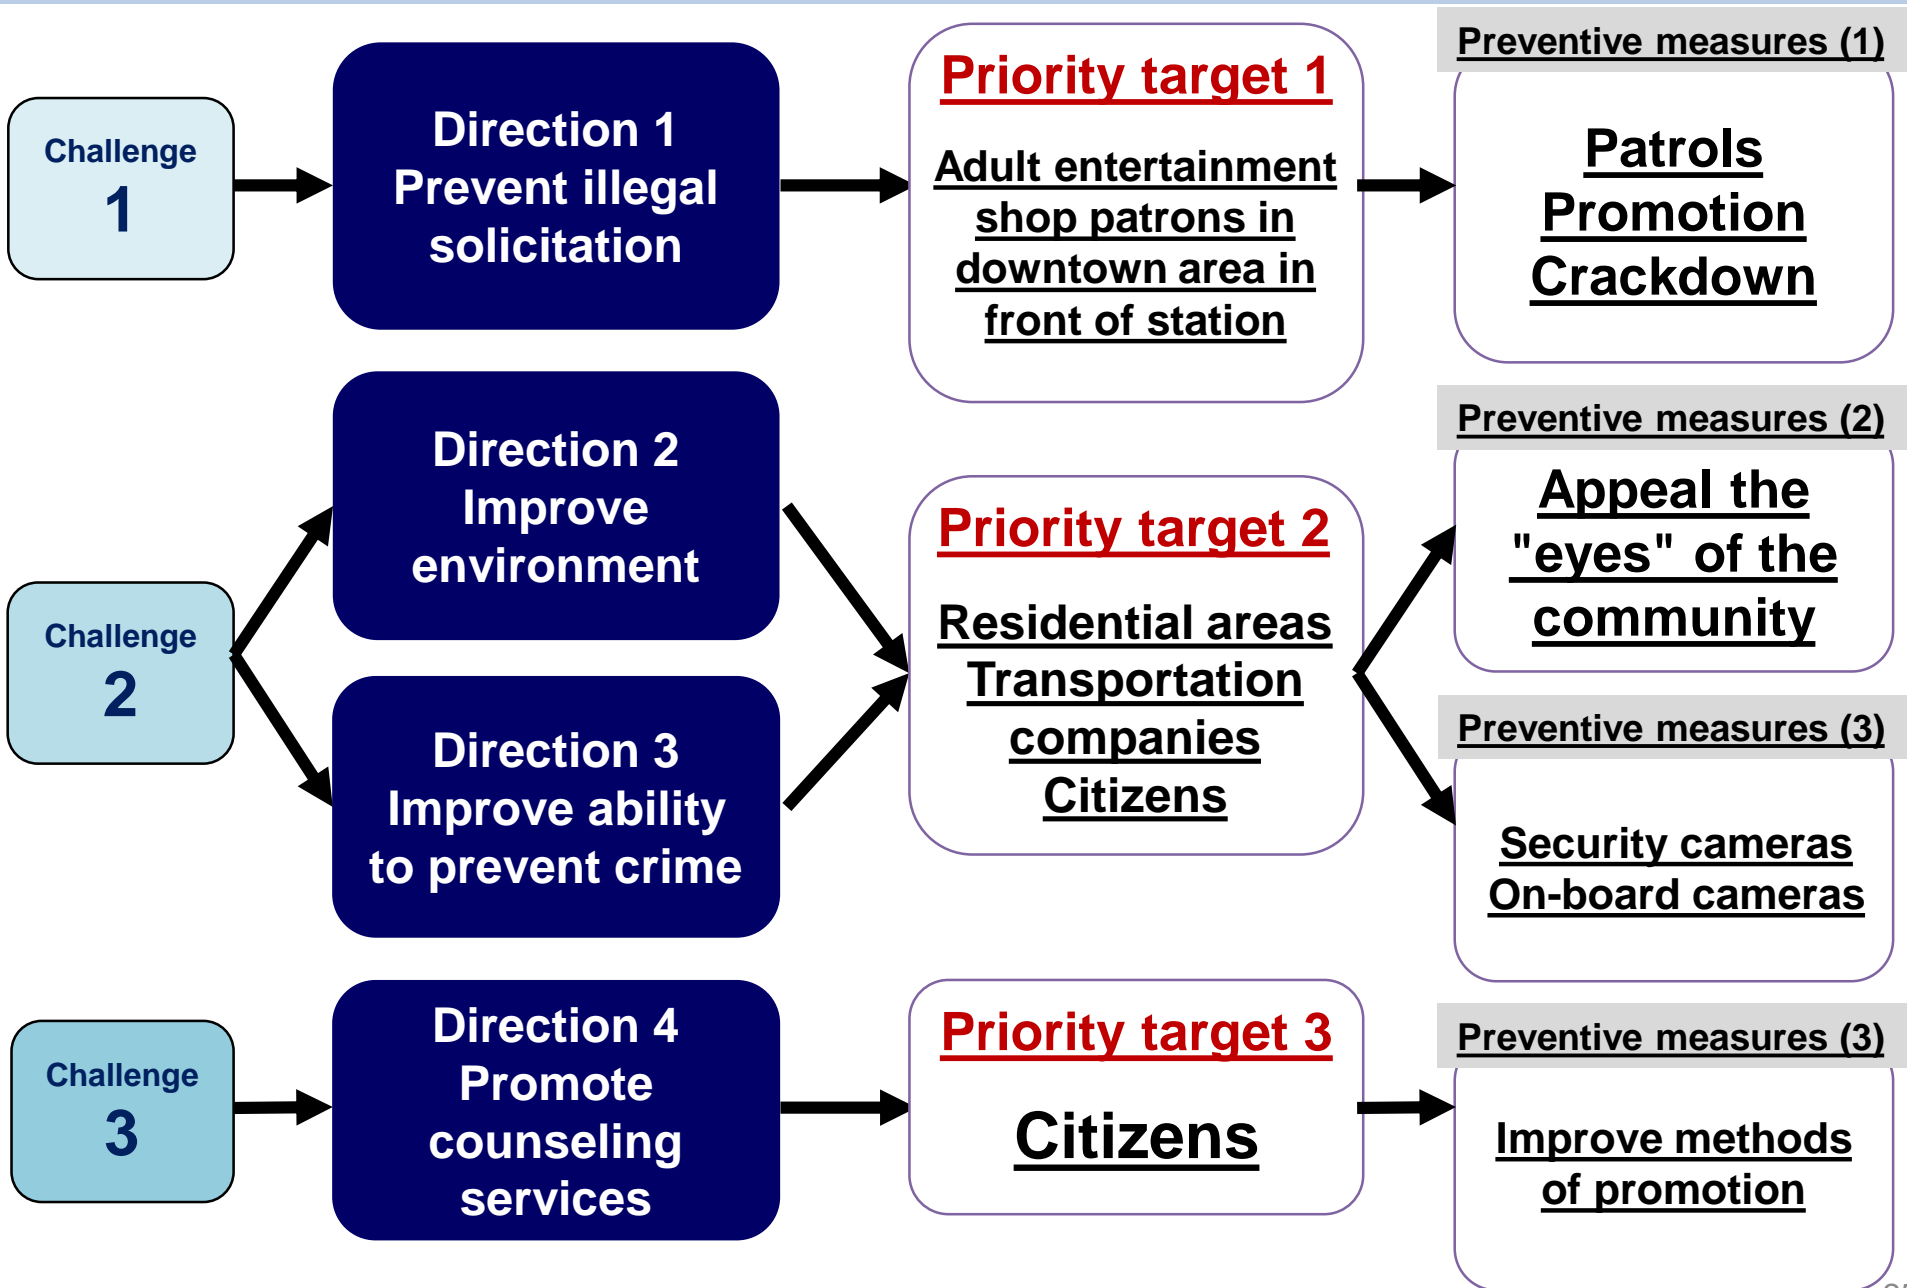 Challenge
1
Direction 1
Prevent illegal
solicitation
Priority target 1
Adult entertainment
shop patrons in
downtown area in
front of station
Preventive measures (1)
Patrols
Promotion
Crackdown
Challenge
2
Direction 2
Improve
environment
Direction 3
Improve ability
to prevent crime
Priority target 2
Residential areas
Transportation
companies
Citizens
Preventive measures (2)
Appeal the
"eyes" of the
community
Preventive measures (3)
Security cameras
On-board cameras
Challenge
3
Direction 4
Promote
counseling
services
Priority target 3
Citizens
Preventive measures (3)
Improve methods
of promotion